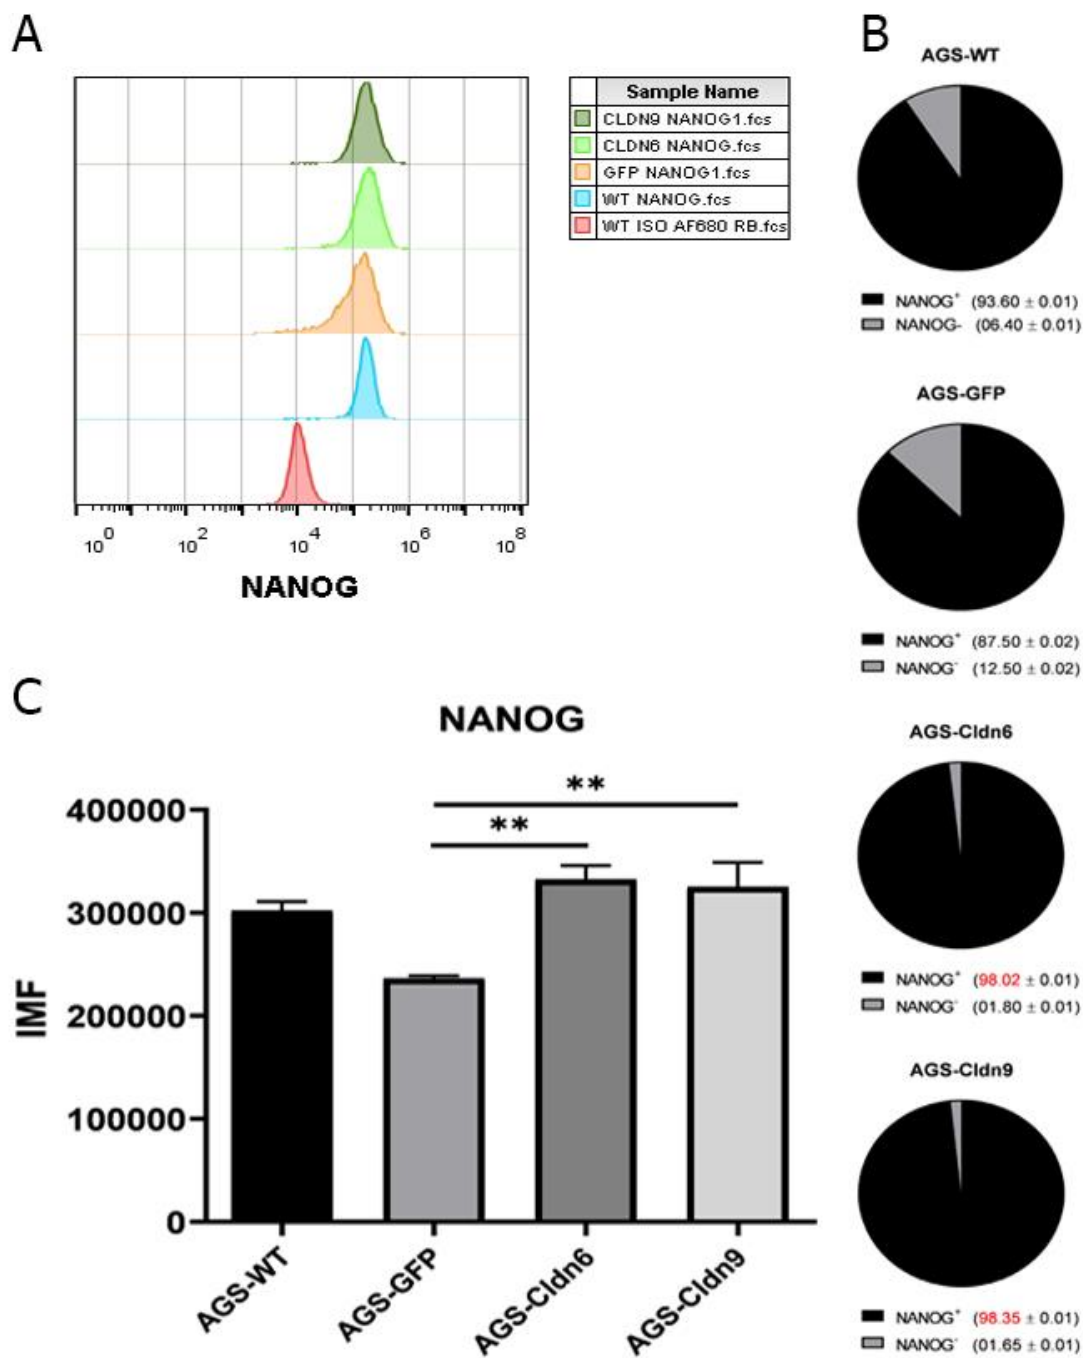 A
Sample Name
CLDN9 NANOG1.fcs
CLDN6 NANOG.fcs
GFP NANOG1.fcs
WT NANOG.fcs
WT ISO AF680 RB.fcs
10^0 10^2 10^4 10^6 10^8
NANOG
B
AGS-WT
NANOG⁺ (93.60 ± 0.01)
NANOG- (06.40 ± 0.01)
AGS-GFP
NANOG⁺ (87.50 ± 0.02)
NANOG⁻ (12.50 ± 0.02)
AGS-Cldn6
NANOG⁺ (98.02 ± 0.01)
NANOG⁻ (01.80 ± 0.01)
AGS-Cldn9
NANOG⁺ (98.35 ± 0.01)
NANOG⁻ (01.65 ± 0.01)
C
NANOG
**
**
400000
300000
200000
100000
0
IMF
AGS-WT
AGS-GFP
AGS-Cldn6
AGS-Cldn9